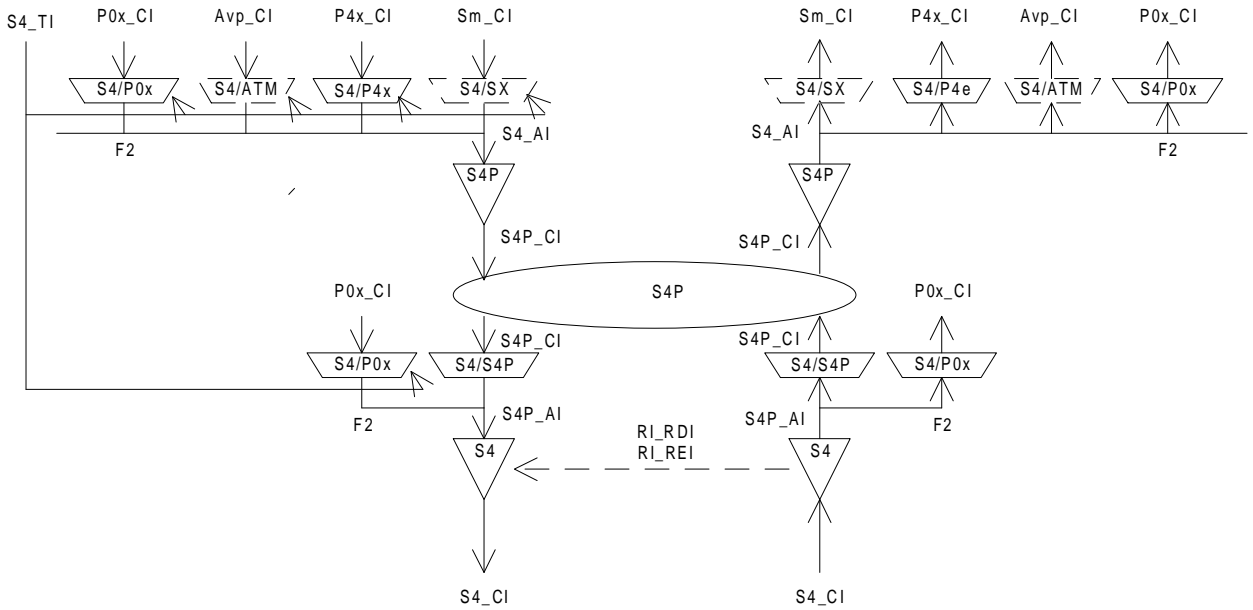 S4_TI P0x_CI Avp_CI P4x_CI Sm_CI Sm_CI P4x_CI Avp_CI P0x_CI
S4/P0x S4/ATM S4/P4x S4/SX S4/SX S4/P4e S4/ATM S4/P0x
S4_AI S4_AI
F2 F2
S4P S4P
S4P_CI S4P_CI
P0x_CI S4P P0x_CI
S4P_CI S4P_CI
S4/P0x S4/S4P S4/S4P S4/P0x
S4P_AI S4P_AI
F2 F2
RI_RDI
S4 RI_REI S4
S4_CI S4_CI